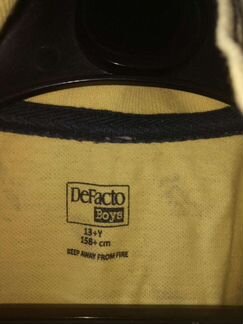 DeFacto
Boys
13+Y
158+ cm
KEEP AWAY FROM FIRE